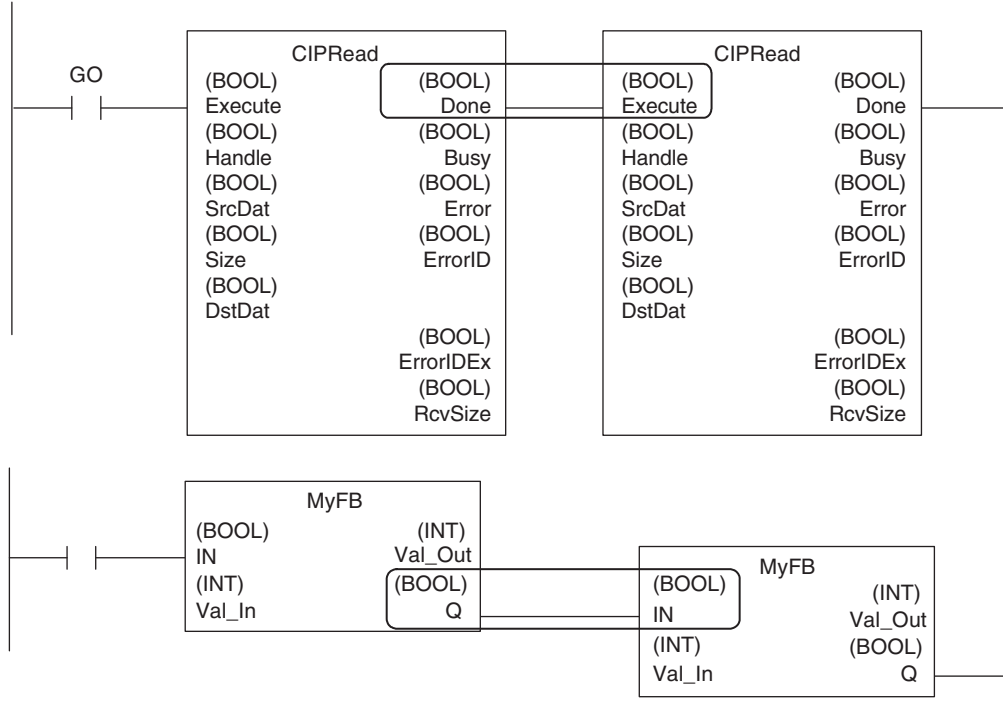 GO
CIPRead
(BOOL) (BOOL)
Execute Done
(BOOL) (BOOL)
Handle Busy
(BOOL) (BOOL)
SrcDat Error
(BOOL) (BOOL)
Size ErrorID
(BOOL)
DstDat
(BOOL)
ErrorIDEx
(BOOL)
RcvSize
CIPRead
(BOOL) (BOOL)
Execute Done
(BOOL) (BOOL)
Handle Busy
(BOOL) (BOOL)
SrcDat Error
(BOOL) (BOOL)
Size ErrorID
(BOOL)
DstDat
(BOOL)
ErrorIDEx
(BOOL)
RcvSize
MyFB
(BOOL) (INT)
IN Val_Out
(INT) (BOOL)
Val_In Q
MyFB
(BOOL) (INT)
IN Val_Out
(INT) (BOOL)
Val_In Q